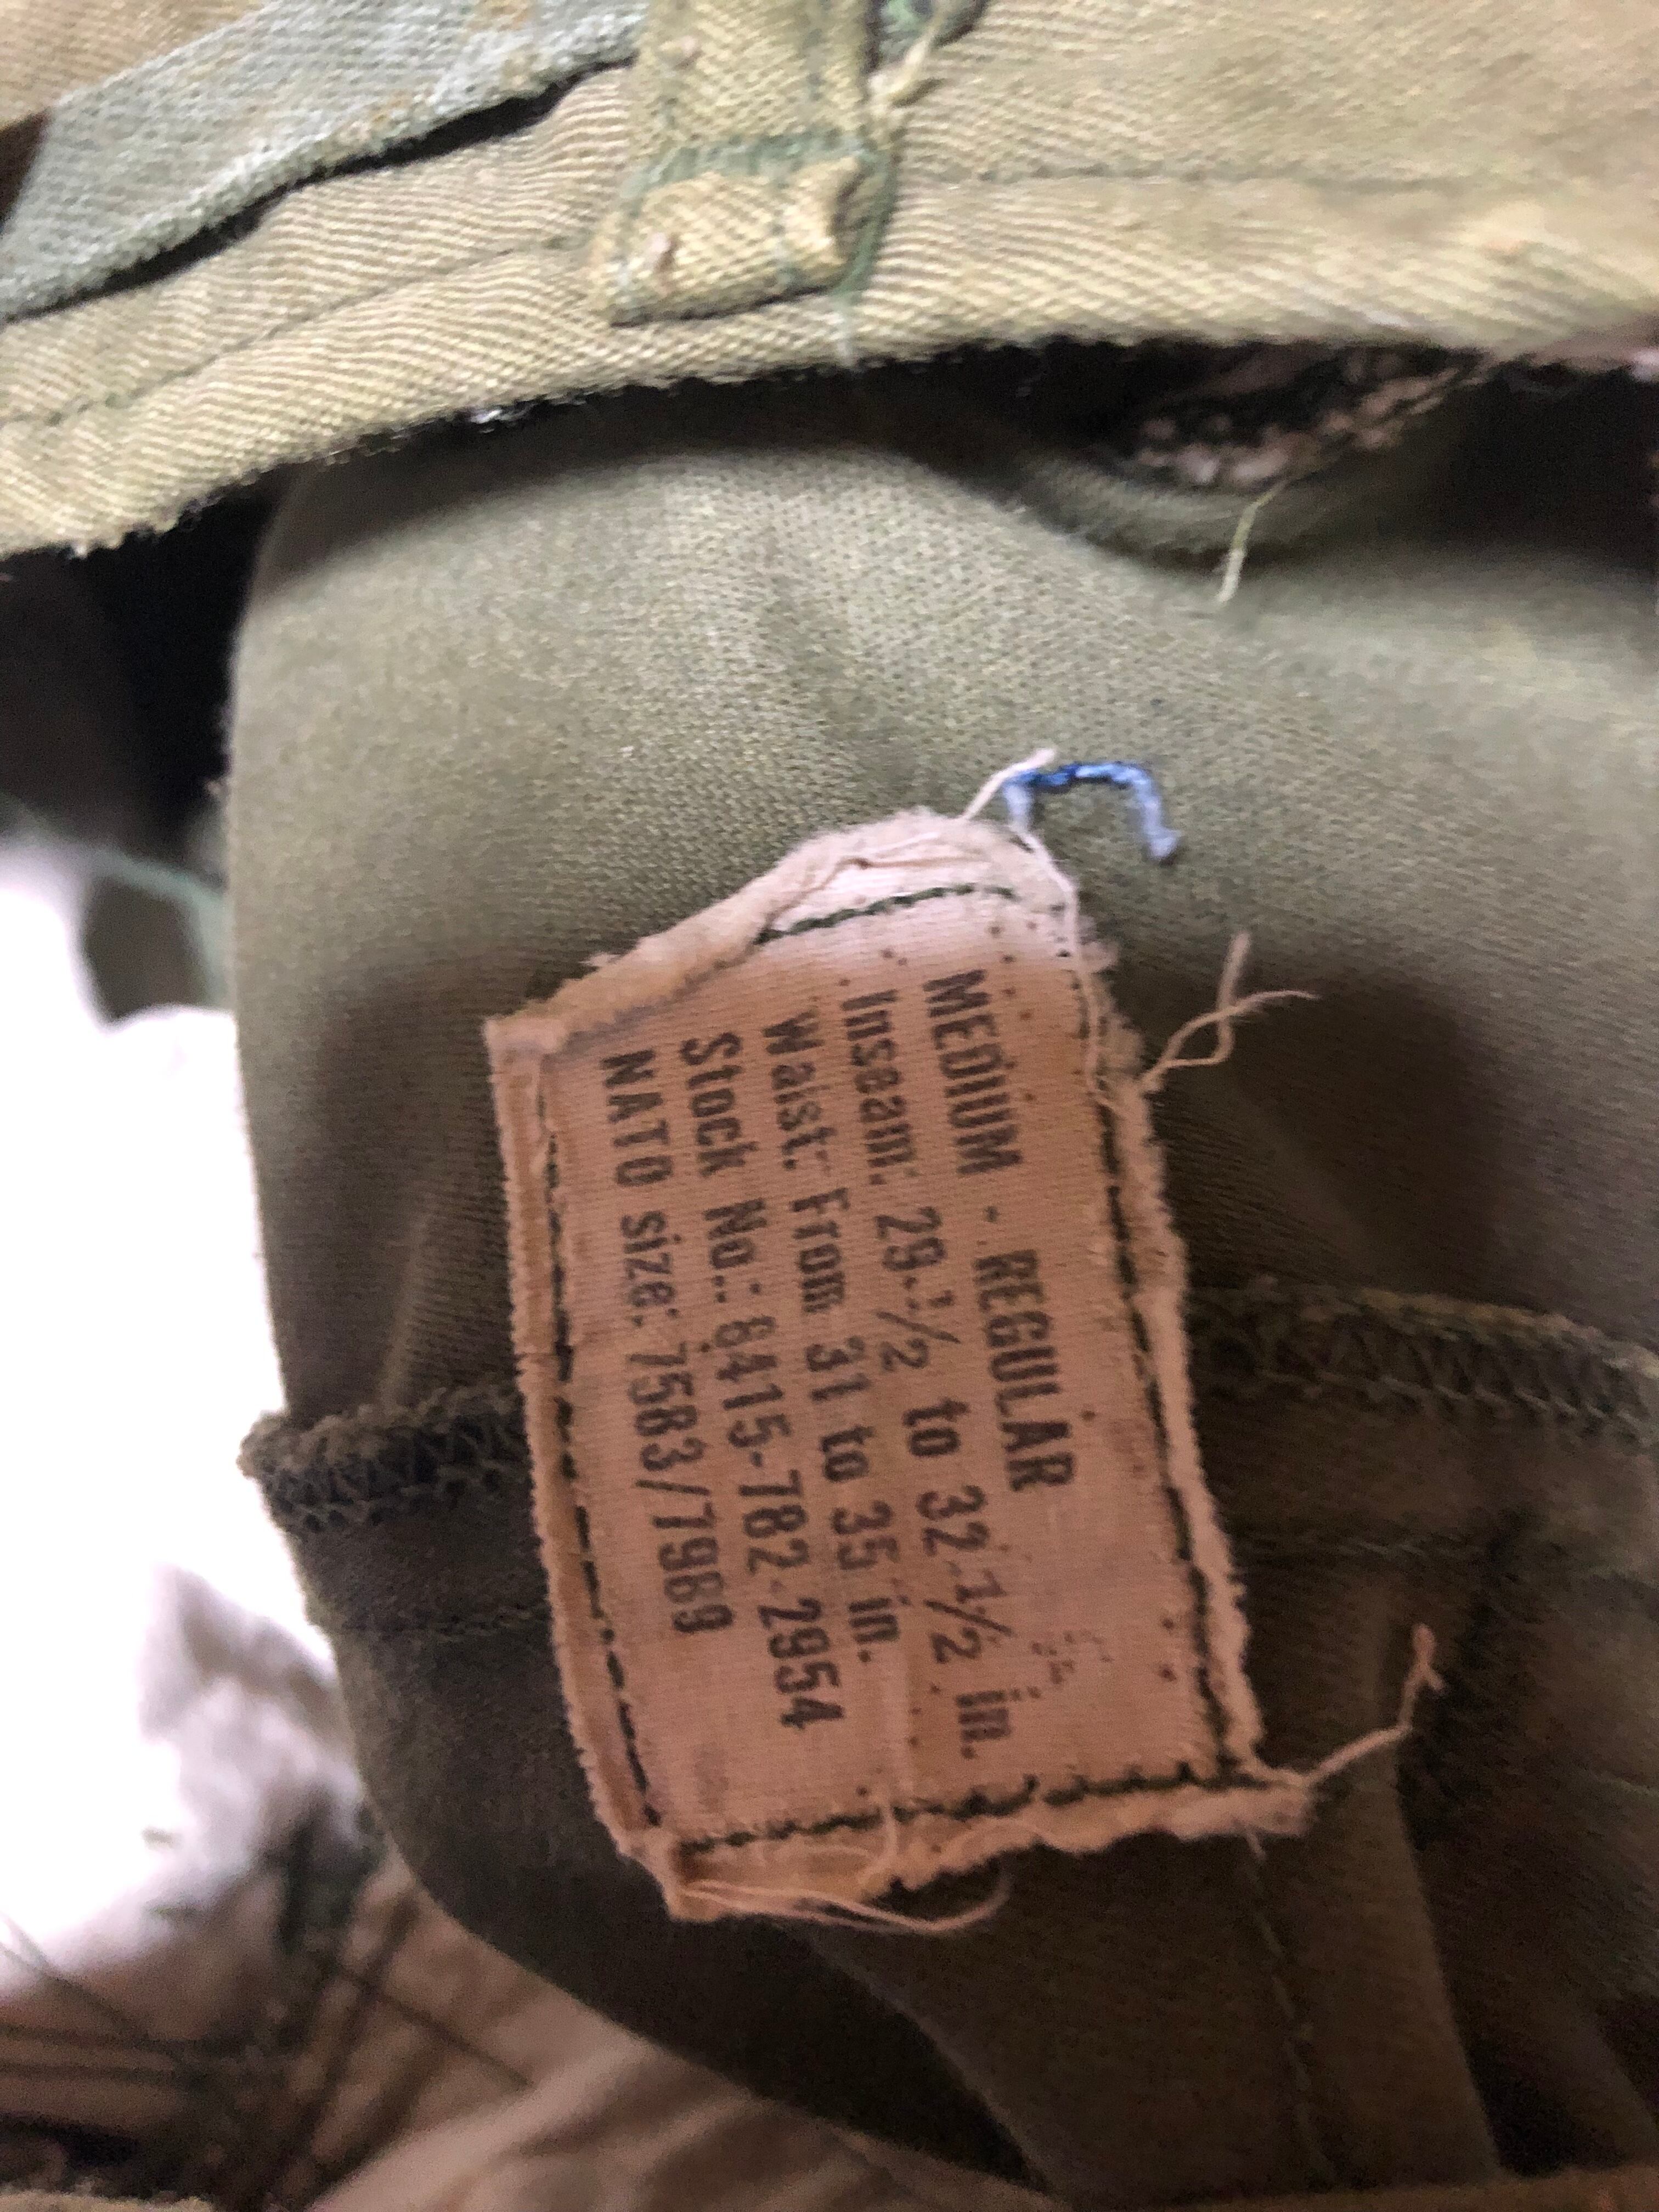 MEDIUM - REGULAR
Inseam: 29-1/2 to 32-1/2 in.
Waist: From 31 to 35 in.
Stock No.: 8415-782-2954
NATO size: 7583/7989